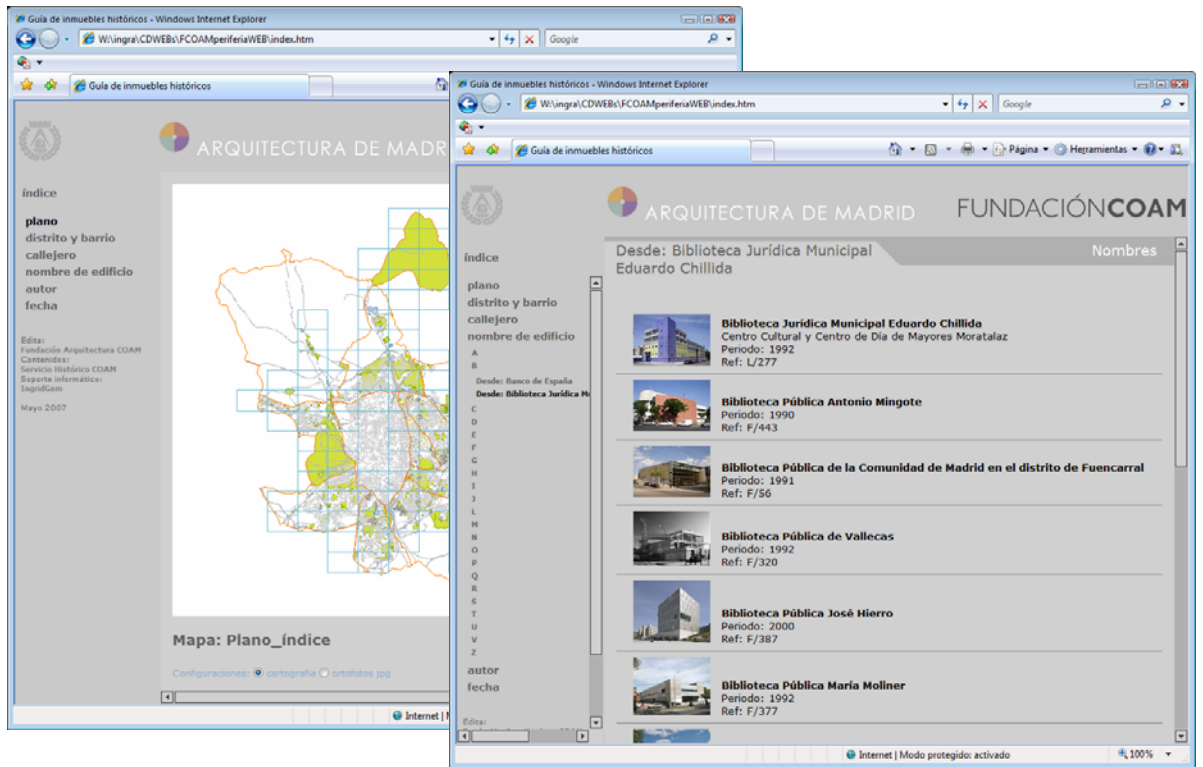 Guía de inmuebles históricos - Windows Internet Explorer
W:\ingra\CDWEBs\FCOAMperiferiaWEB\index.htm
Google
Guía de inmuebles históricos
ARQUITECTURA DE MADR
índice
plano
distrito y barrio
callejero
nombre de edificio
autor
fecha
Edita:
Fundación Arquitectura COAM
Contenidos:
Servicio Histórico COAM
Soporte informático:
IngridGem
Mayo 2007
Mapa: Plano_índice
Configuraciones: cartografía ortofotos jpg
Internet | M
Guía de inmuebles históricos - Windows Internet Explorer
W:\ingra\CDWEBs\FCOAMperiferiaWEB\index.htm
Google
Guía de inmuebles históricos
Página
Herramientas
ARQUITECTURA DE MADRID
FUNDACIÓNCOAM
índice
plano
distrito y barrio
callejero
nombre de edificio
A
B
Desde: Banco de España
Desde: Biblioteca Jurídica Mu
C
D
E
F
G
H
I
J
L
M
N
O
P
Q
R
S
T
U
V
Z
autor
fecha
Edita:
Desde: Biblioteca Jurídica Municipal
Eduardo Chillida
Nombres
Biblioteca Jurídica Municipal Eduardo Chillida
Centro Cultural y Centro de Día de Mayores Moratalaz
Periodo: 1992
Ref: L/277
Biblioteca Pública Antonio Mingote
Periodo: 1990
Ref: F/443
Biblioteca Pública de la Comunidad de Madrid en el distrito de Fuencarral
Periodo: 1991
Ref: F/56
Biblioteca Pública de Vallecas
Periodo: 1992
Ref: F/320
Biblioteca Pública José Hierro
Periodo: 2000
Ref: F/387
Biblioteca Pública María Moliner
Periodo: 1992
Ref: F/377
Internet | Modo protegido: activado
100%